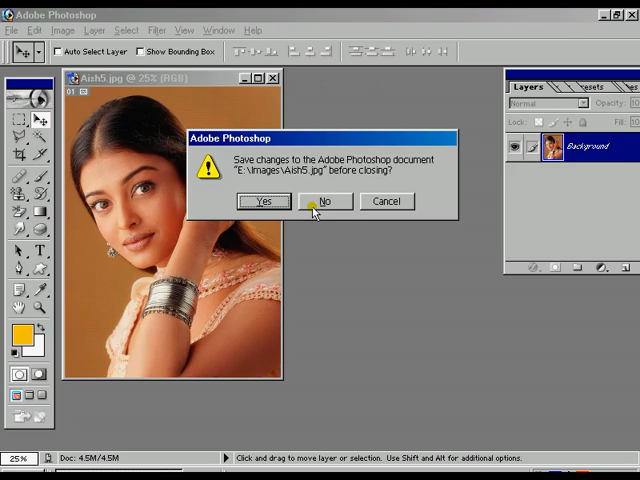 Adobe Photoshop
File Edit Image Layer Select Filter View Window Help
Auto Select Layer Show Bounding Box
Aish5.jpg @ 25% (RGB)
01
Layers
Normal Opacity:
Lock: Fill:
Background
Adobe Photoshop
Save changes to the Adobe Photoshop document
"E:\Images\Aish5.jpg" before closing?
Yes No Cancel
T
25% Doc: 4.5M/4.5M Click and drag to move layer or selection. Use Shift and Alt for additional options.